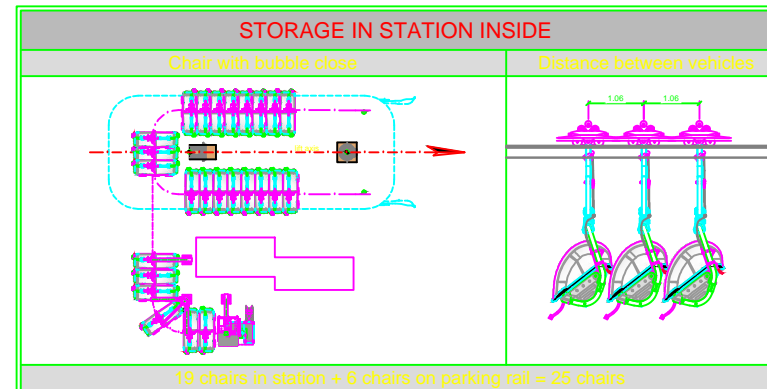 STORAGE IN STATION INSIDE
Chair with bubble close
Distance between vehicles
1.06 1.06
19 chairs in station + 6 chairs on parking rail = 25 chairs